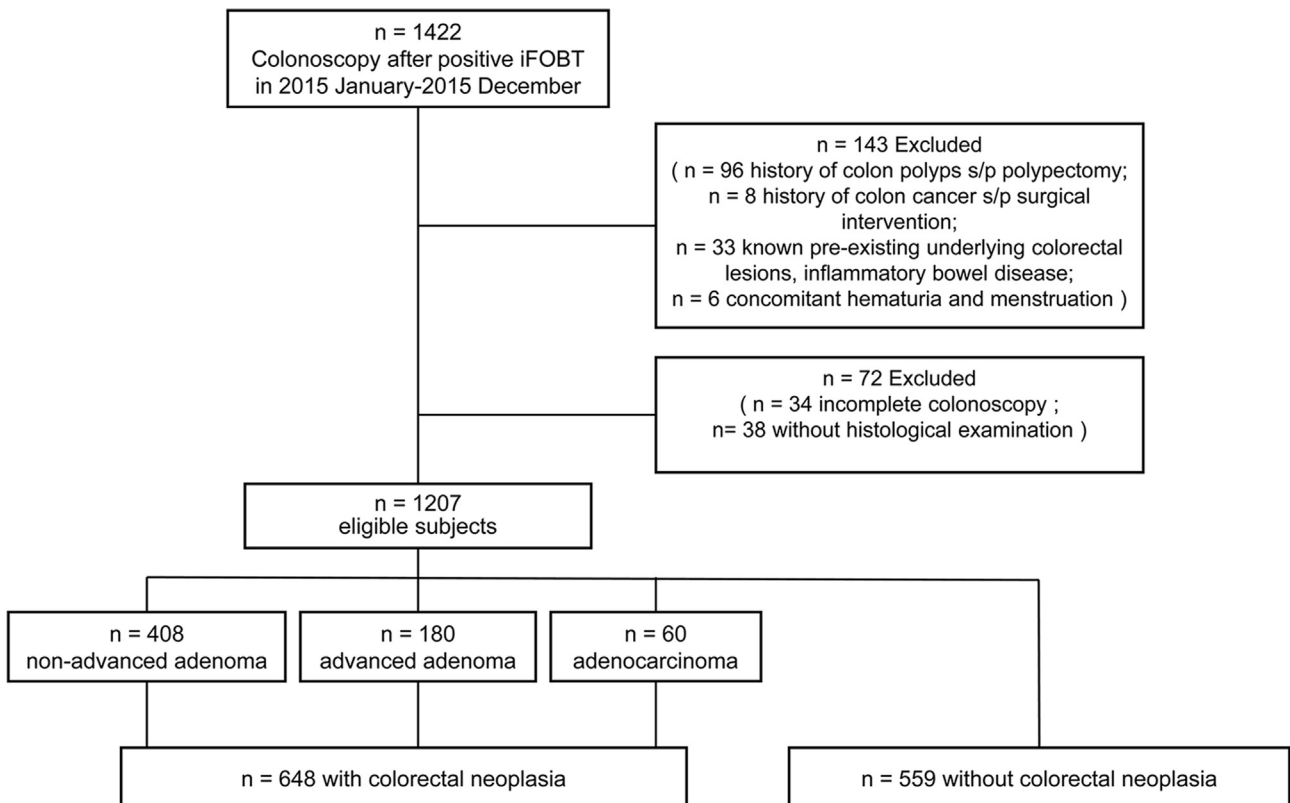 n = 1422
Colonoscopy after positive iFOBT
in 2015 January-2015 December
n = 143 Excluded
( n = 96 history of colon polyps s/p polypectomy;
n = 8 history of colon cancer s/p surgical
intervention;
n = 33 known pre-existing underlying colorectal
lesions, inflammatory bowel disease;
n = 6 concomitant hematuria and menstruation )
n = 72 Excluded
( n = 34 incomplete colonoscopy ;
n= 38 without histological examination )
n = 1207
eligible subjects
n = 408
non-advanced adenoma
n = 180
advanced adenoma
n = 60
adenocarcinoma
n = 648 with colorectal neoplasia
n = 559 without colorectal neoplasia